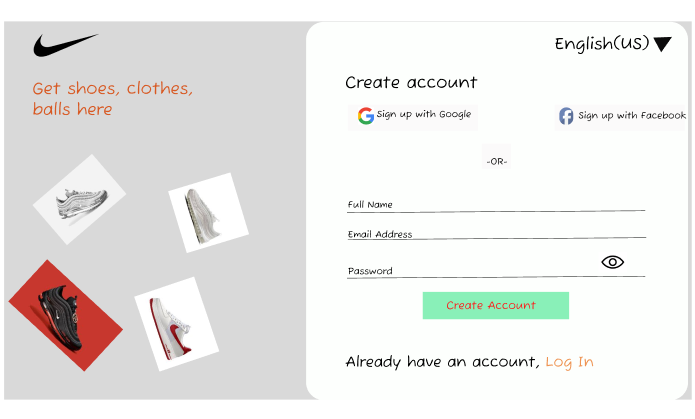 English(US)
Get shoes, clothes,
balls here
Create account
Sign up with Google
Sign up with Facebook
-OR-
Full Name
Email Address
Password
Create Account
Already have an account, Log In